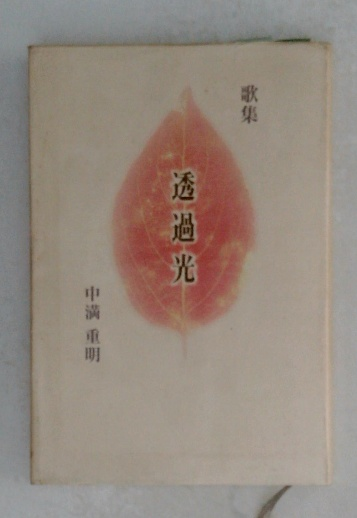 歌集
透過光
中満 重明